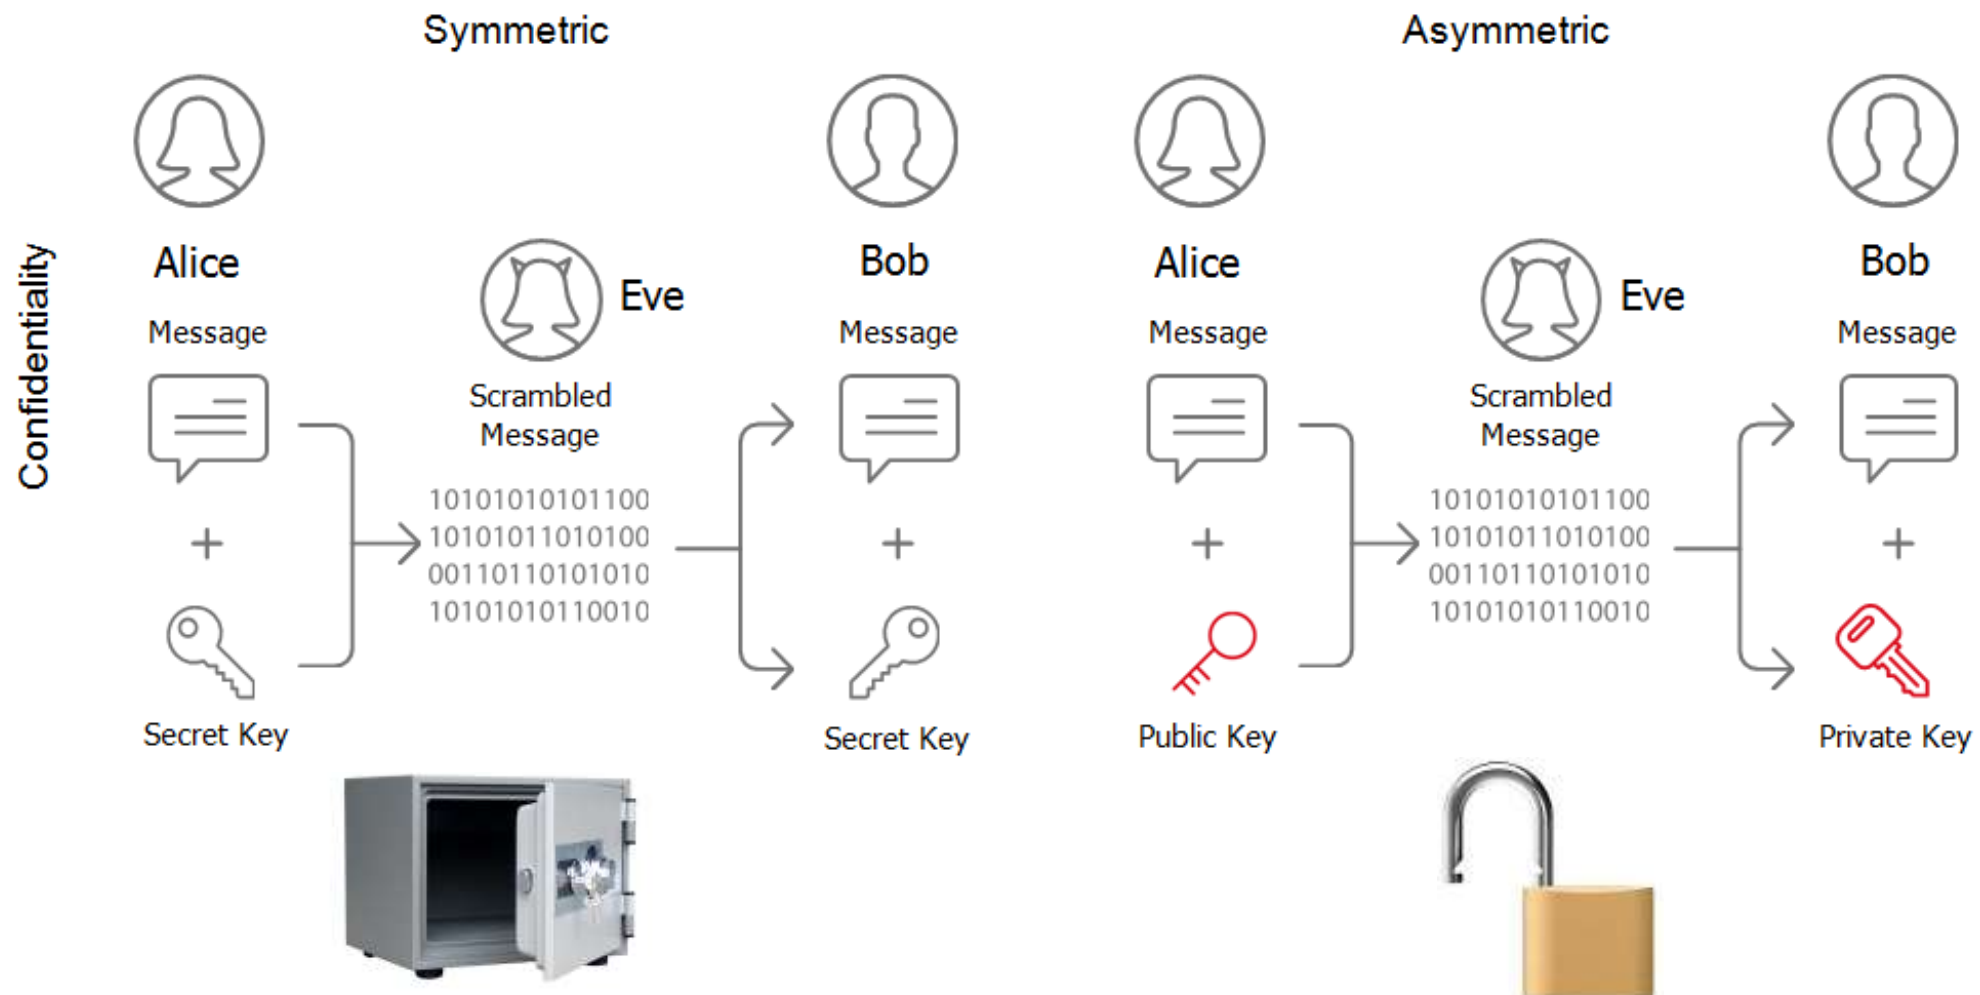 Symmetric
Asymmetric
Confidentiality
Alice
Eve
Bob
Message
Scrambled
Message
Message
10101010101100
10101011010100
00110110101010
10101010110010
+
+
Secret Key
Secret Key
Alice
Eve
Bob
Message
Scrambled
Message
Message
10101010101100
10101011010100
00110110101010
10101010110010
+
+
Public Key
Private Key